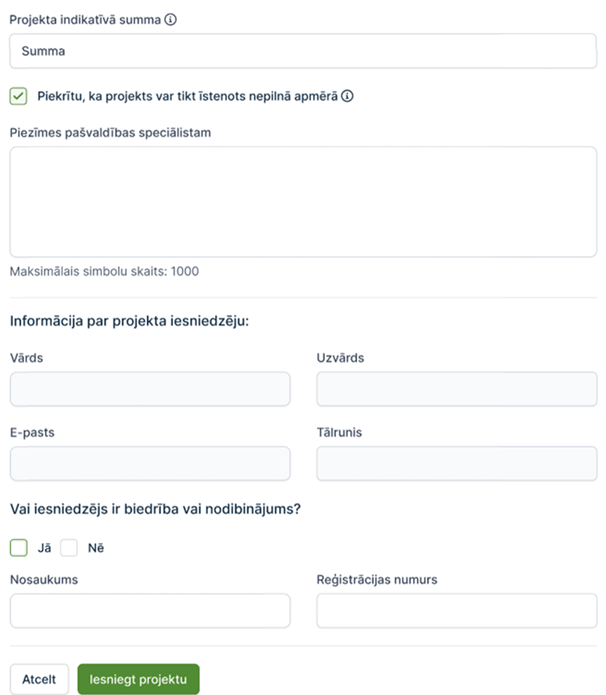 Projekta indikatīvā summa
Summa
Piekrītu, ka projekts var tikt īstenots nepilnā apmērā
Piezīmes pašvaldības speciālistam
Maksimālais simbolu skaits: 1000
Informācija par projekta iesniedzēju:
Vārds Uzvārds
E-pasts Tālrunis
Vai iesniedzējs ir biedrība vai nodibinājums?
Jā Nē
Nosaukums Reģistrācijas numurs
Atcelt Iesniegt projektu